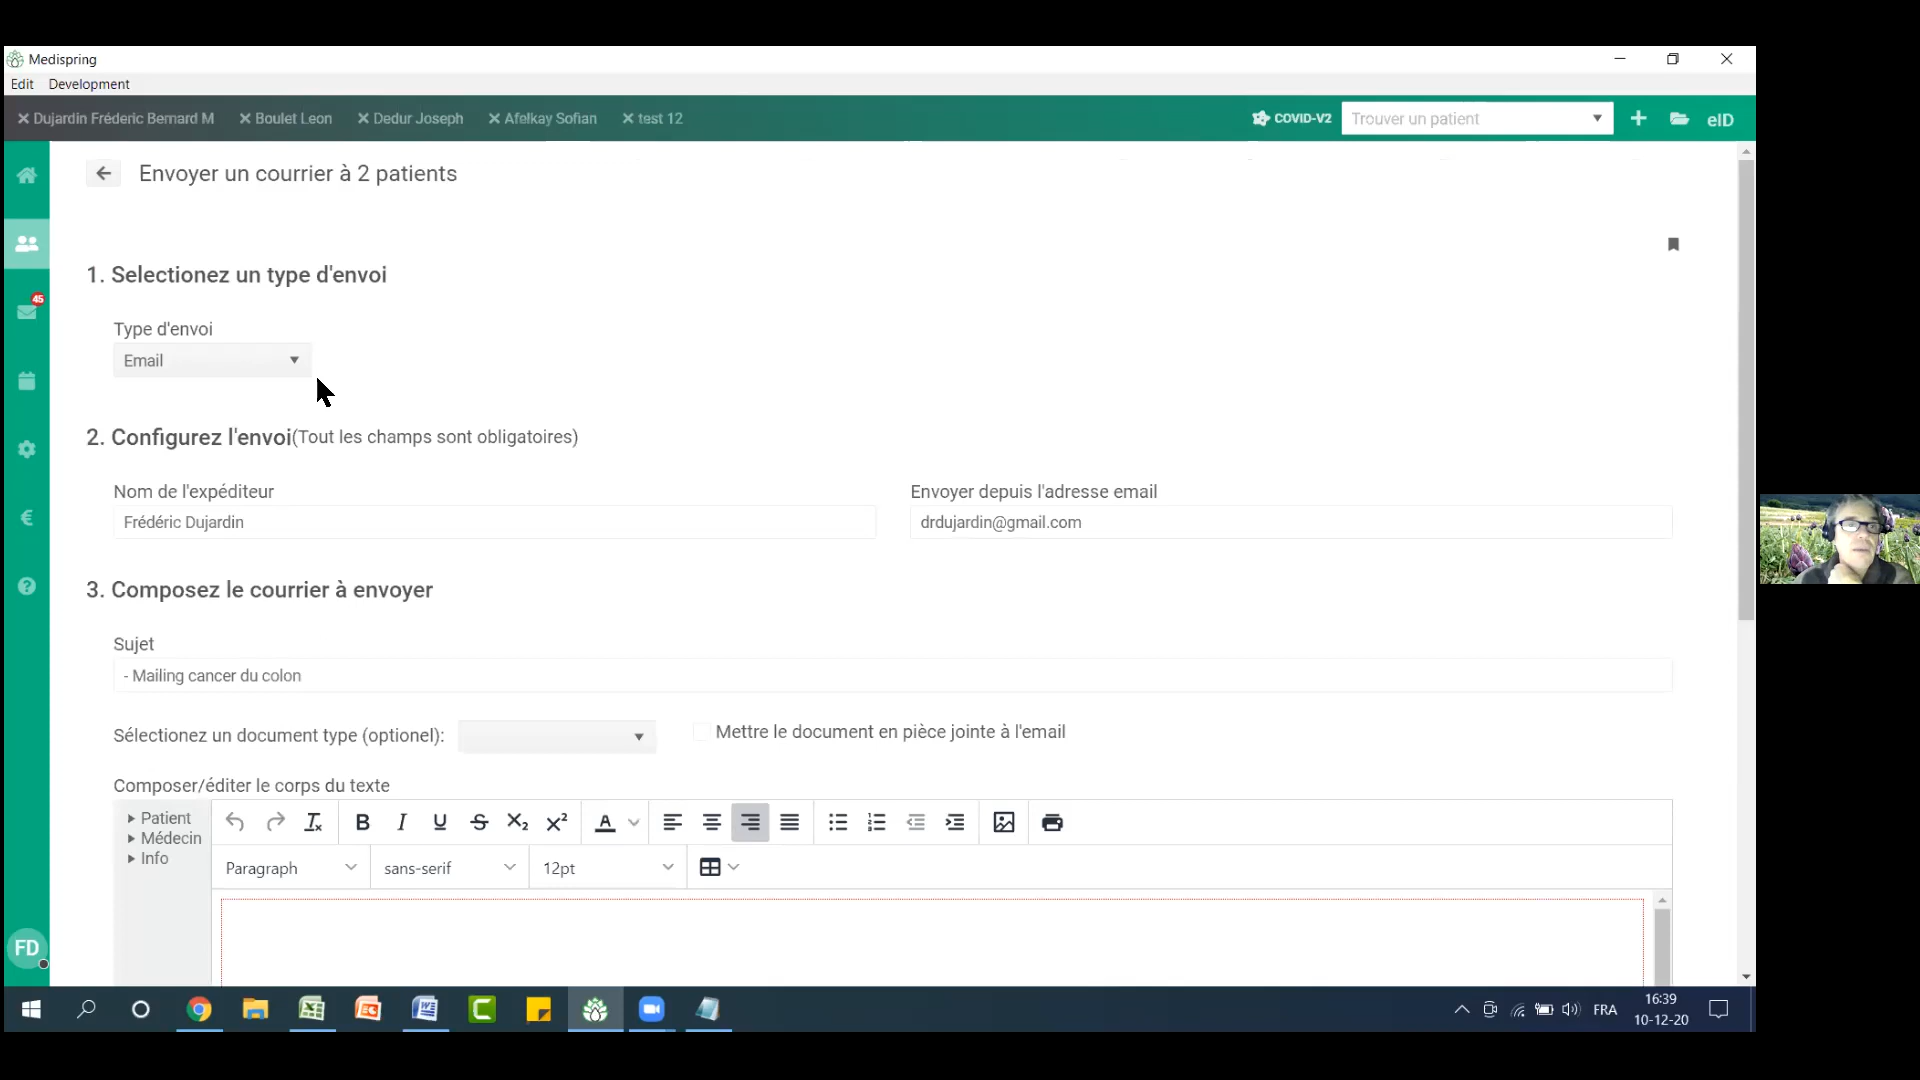 Medispring
Edit Development
× Dujardin Fréderic Bernard M × Boulet Leon × Dedur Joseph × Afelkay Sofian × test 12 COVID-V2 Trouver un patient + eID
Envoyer un courrier à 2 patients
1. Selectionez un type d'envoi
45
Type d'envoi
Email
2. Configurez l'envoi(Tout les champs sont obligatoires)
Nom de l'expéditeur Envoyer depuis l'adresse email
Frédéric Dujardin drdujardin@gmail.com
3. Composez le courrier à envoyer
Sujet
- Mailing cancer du colon
Sélectionez un document type (optionel): Mettre le document en pièce jointe à l'email
Composer/éditer le corps du texte
Patient
Médecin
Info
Paragraph sans-serif 12pt
FD
FRA 16:39
10-12-20